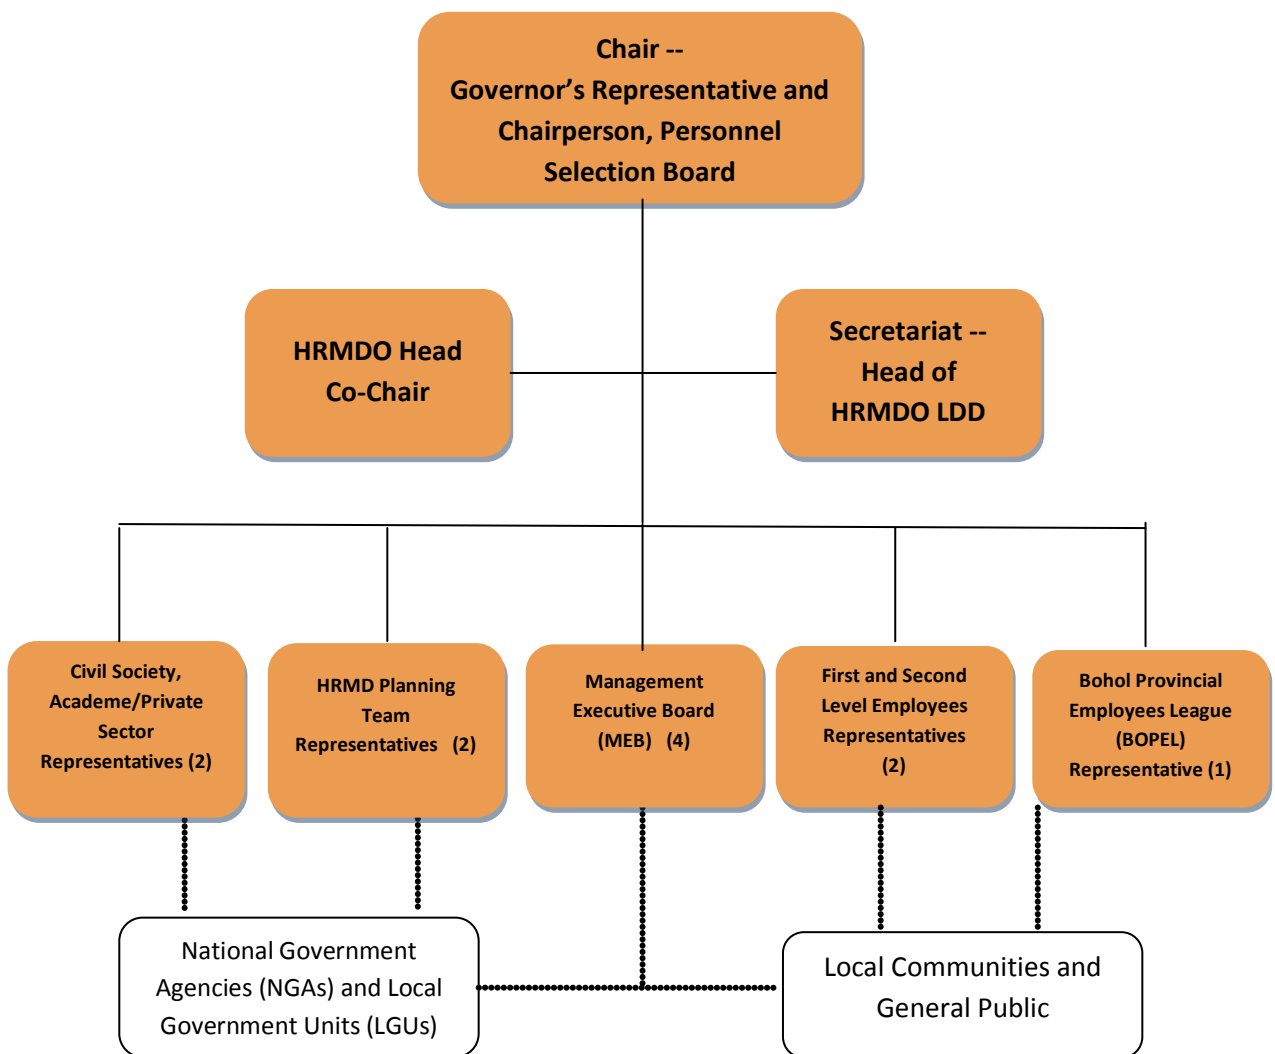 Chair --
Governor’s Representative and
Chairperson, Personnel
Selection Board
HRMDO Head
Co-Chair
Secretariat --
Head of
HRMDO LDD
Civil Society,
Academe/Private
Sector
Representatives (2)
HRMD Planning
Team
Representatives (2)
Management
Executive Board
(MEB) (4)
First and Second
Level Employees
Representatives
(2)
Bohol Provincial
Employees League
(BOPEL)
Representative (1)
National Government
Agencies (NGAs) and Local
Government Units (LGUs)
Local Communities and
General Public